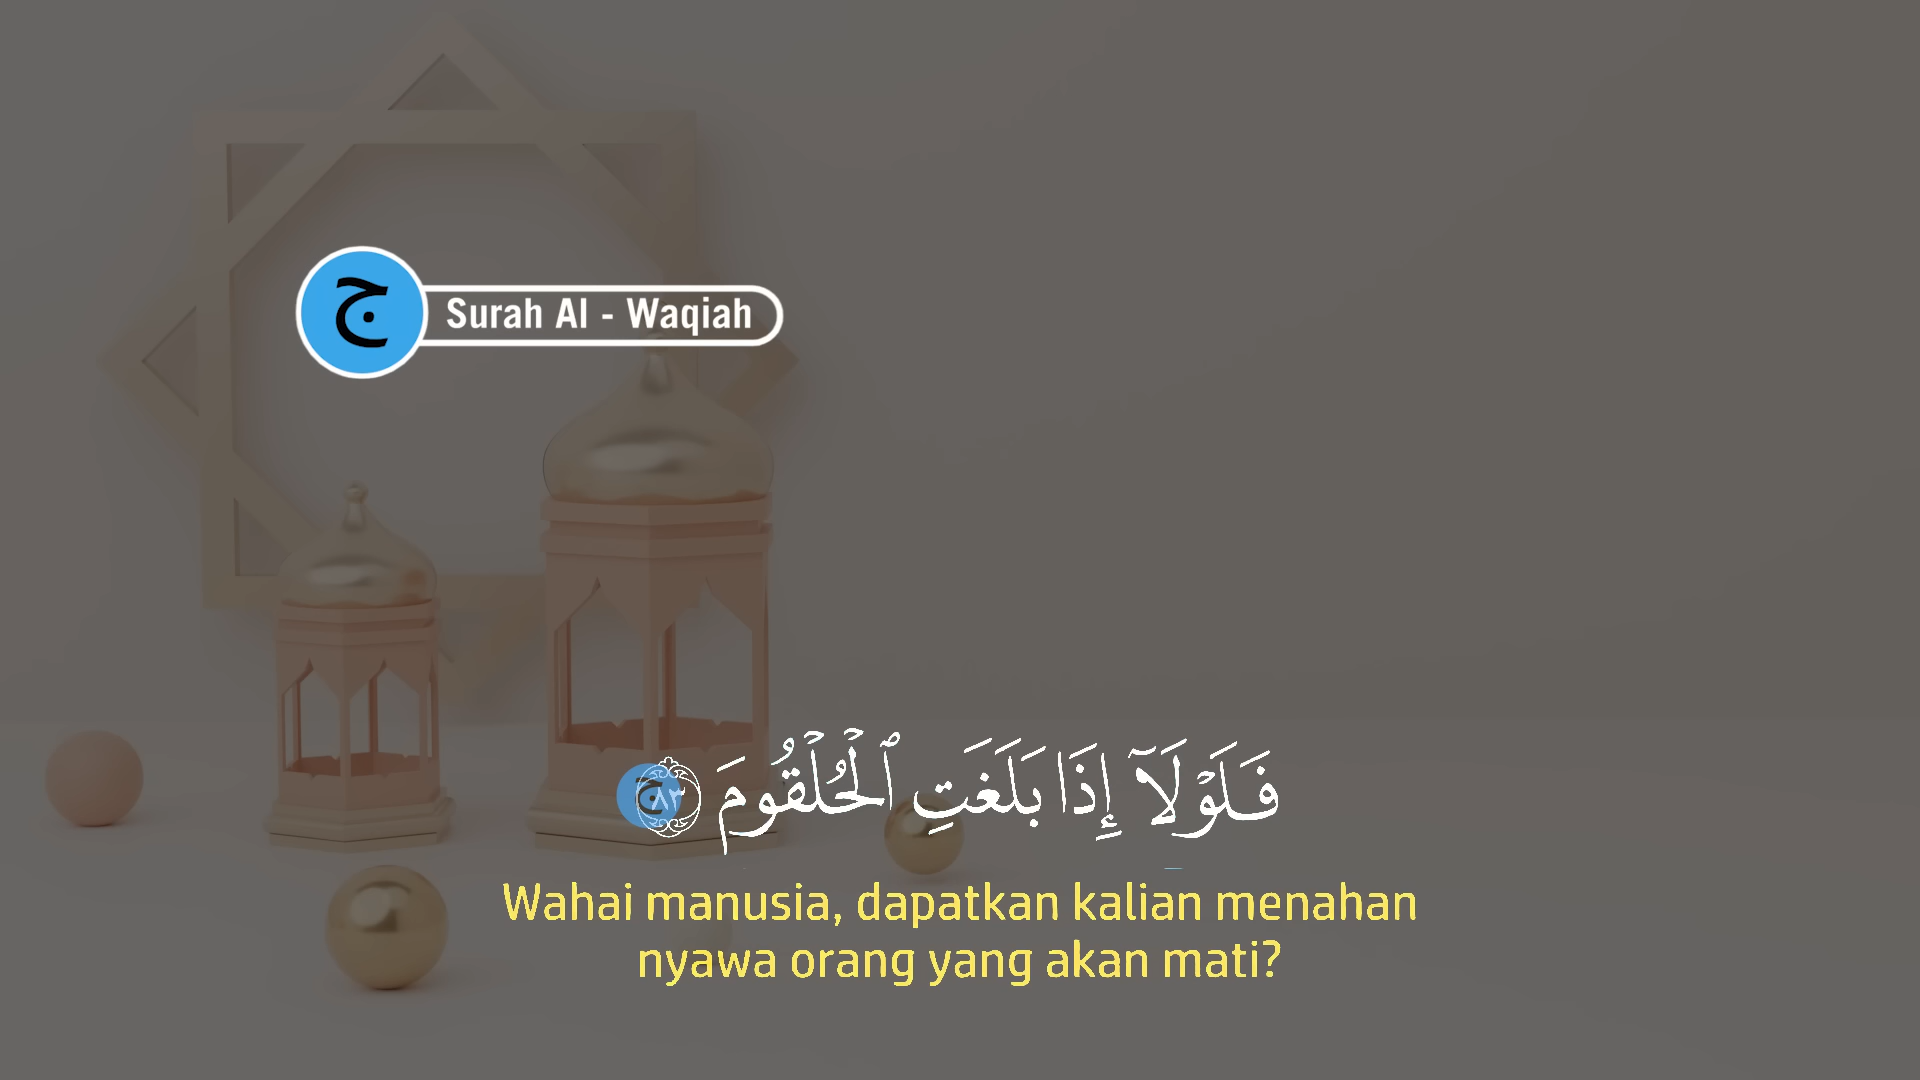 ج
Surah Al - Waqiah
فَلَوْلَآ إِذَا بَلَغَتِ ٱلْحُلْقُومَ ٨٣
ج
Wahai manusia, dapatkan kalian menahan
nyawa orang yang akan mati?